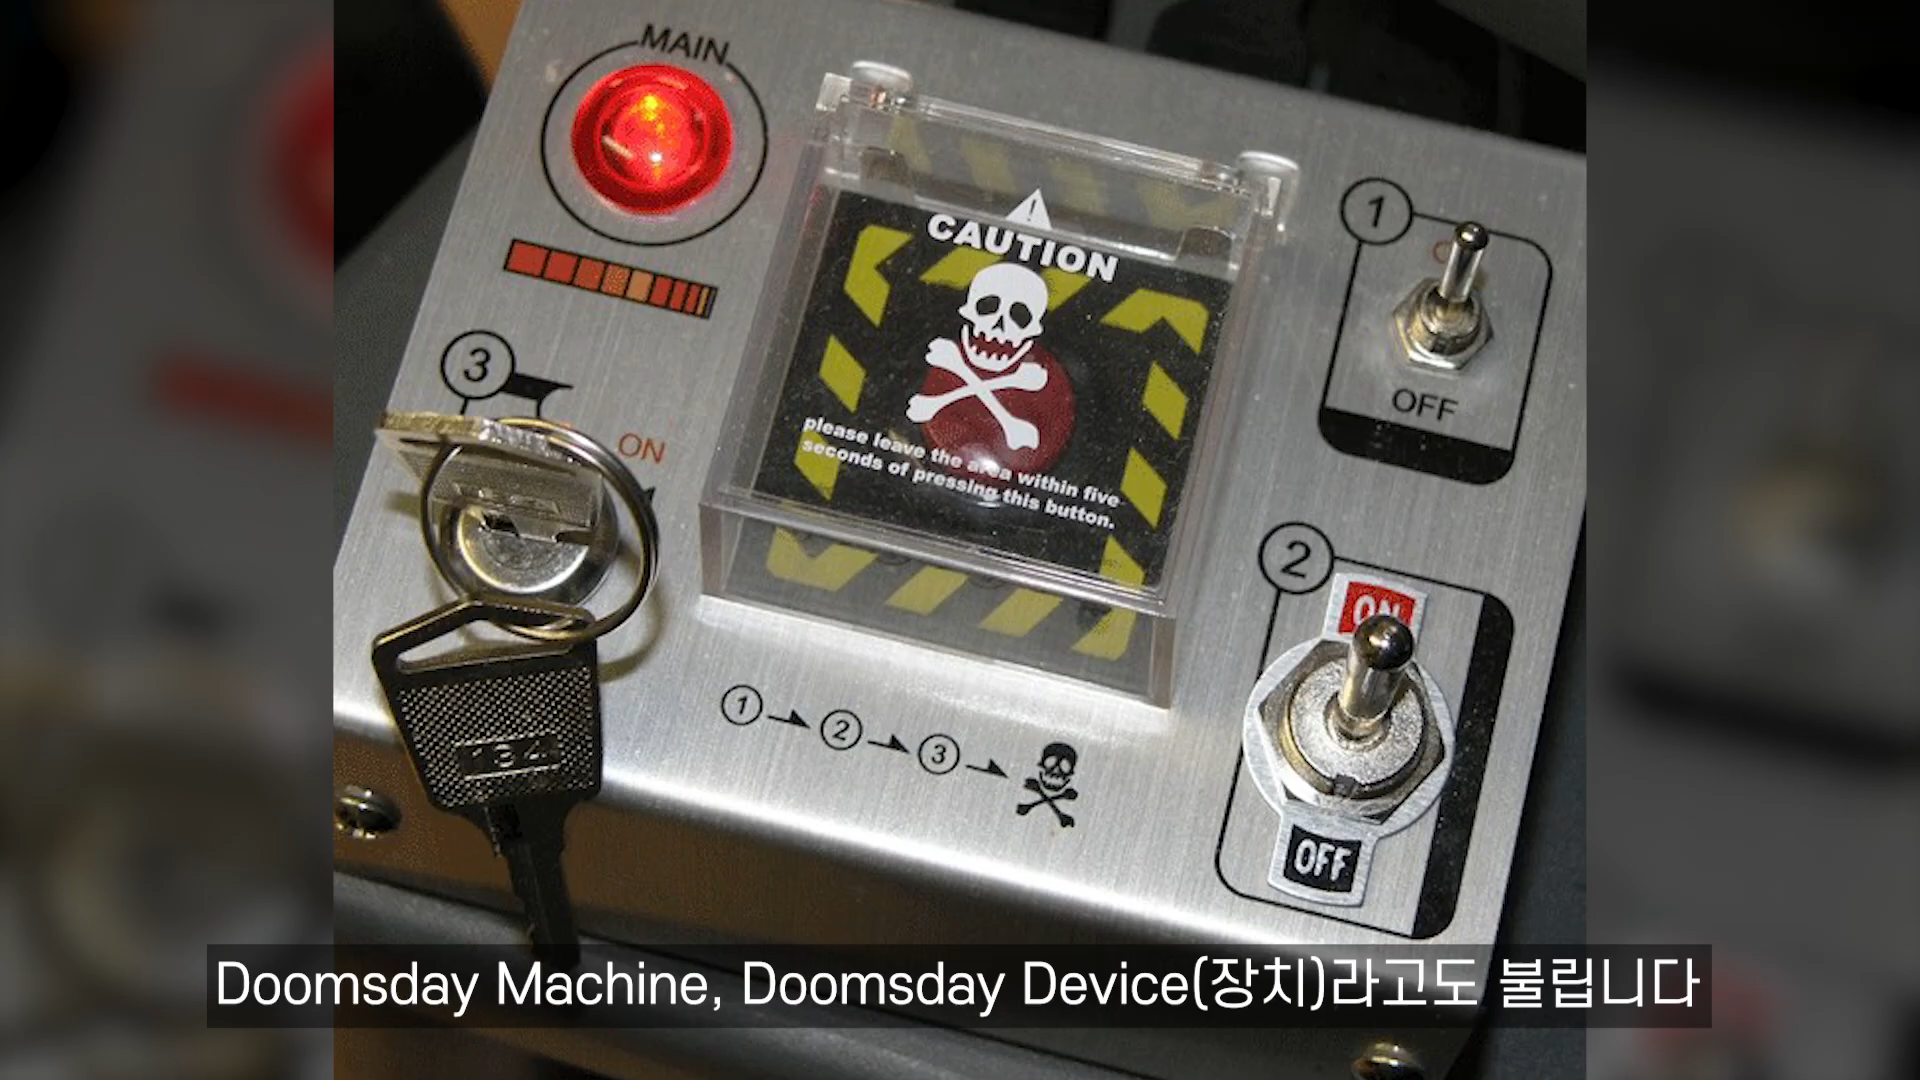 MAIN
CAUTION
please leave the area within five
seconds of pressing this button.
1
OFF
3
ON
2
ON
OFF
1 2 3
Doomsday Machine, Doomsday Device(장치)라고도 불립니다